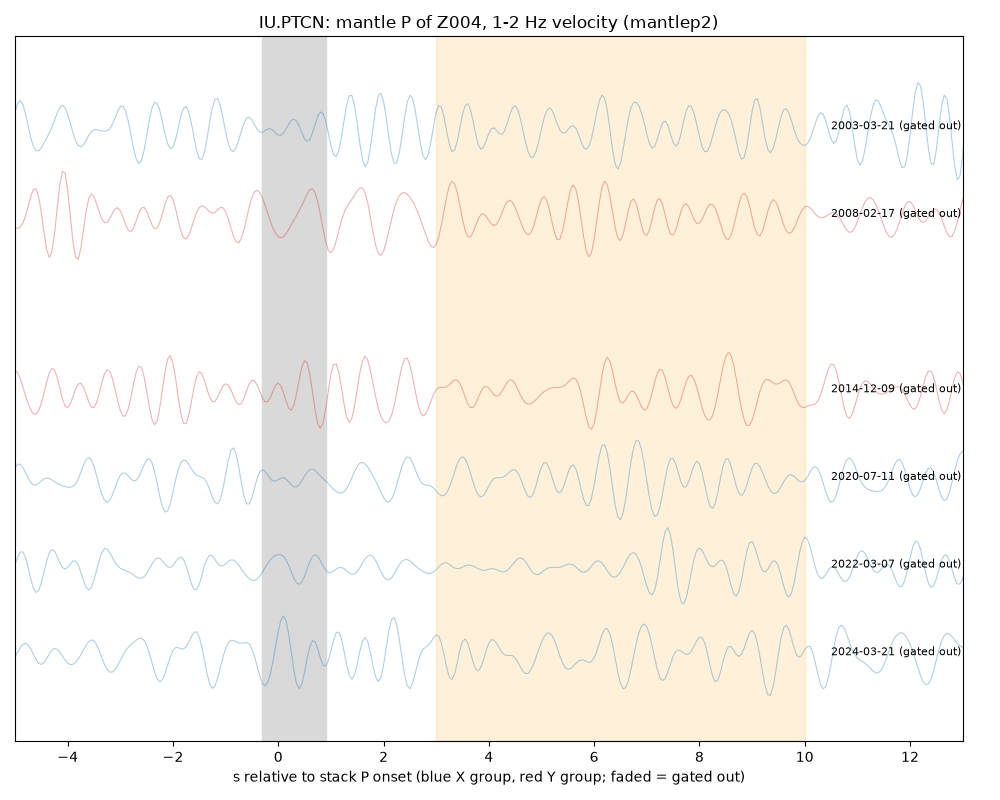 IU.PTCN: mantle P of Z004, 1-2 Hz velocity (mantlep2)
2003-03-21 (gated out)
2008-02-17 (gated out)
2014-12-09 (gated out)
2020-07-11 (gated out)
2022-03-07 (gated out)
2024-03-21 (gated out)
−4 −2 0 2 4 6 8 10 12
s relative to stack P onset (blue X group, red Y group; faded = gated out)